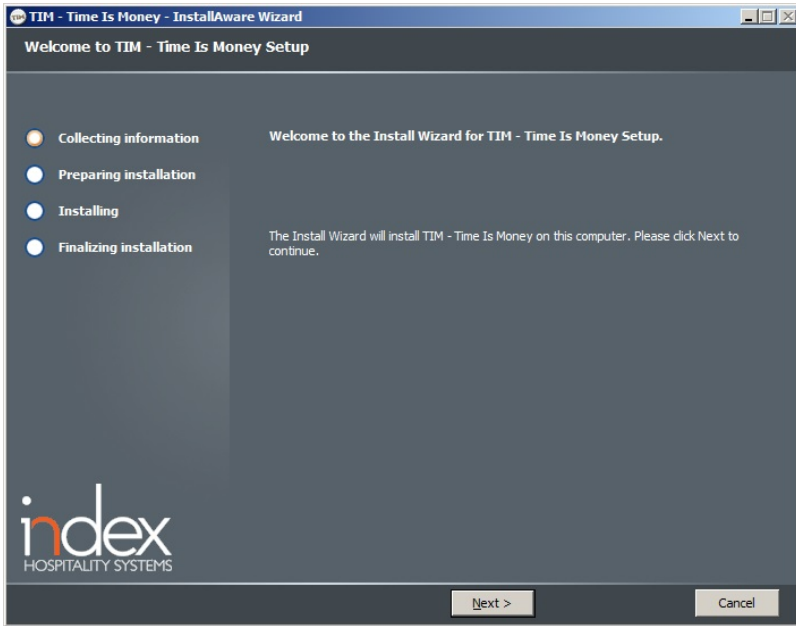 TIM - Time Is Money - InstallAware Wizard
Welcome to TIM - Time Is Money Setup
Collecting information
Preparing installation
Installing
Finalizing installation
Welcome to the Install Wizard for TIM - Time Is Money Setup.
The Install Wizard will install TIM - Time Is Money on this computer. Please click Next to
continue.
index
HOSPITALITY SYSTEMS
Next >
Cancel